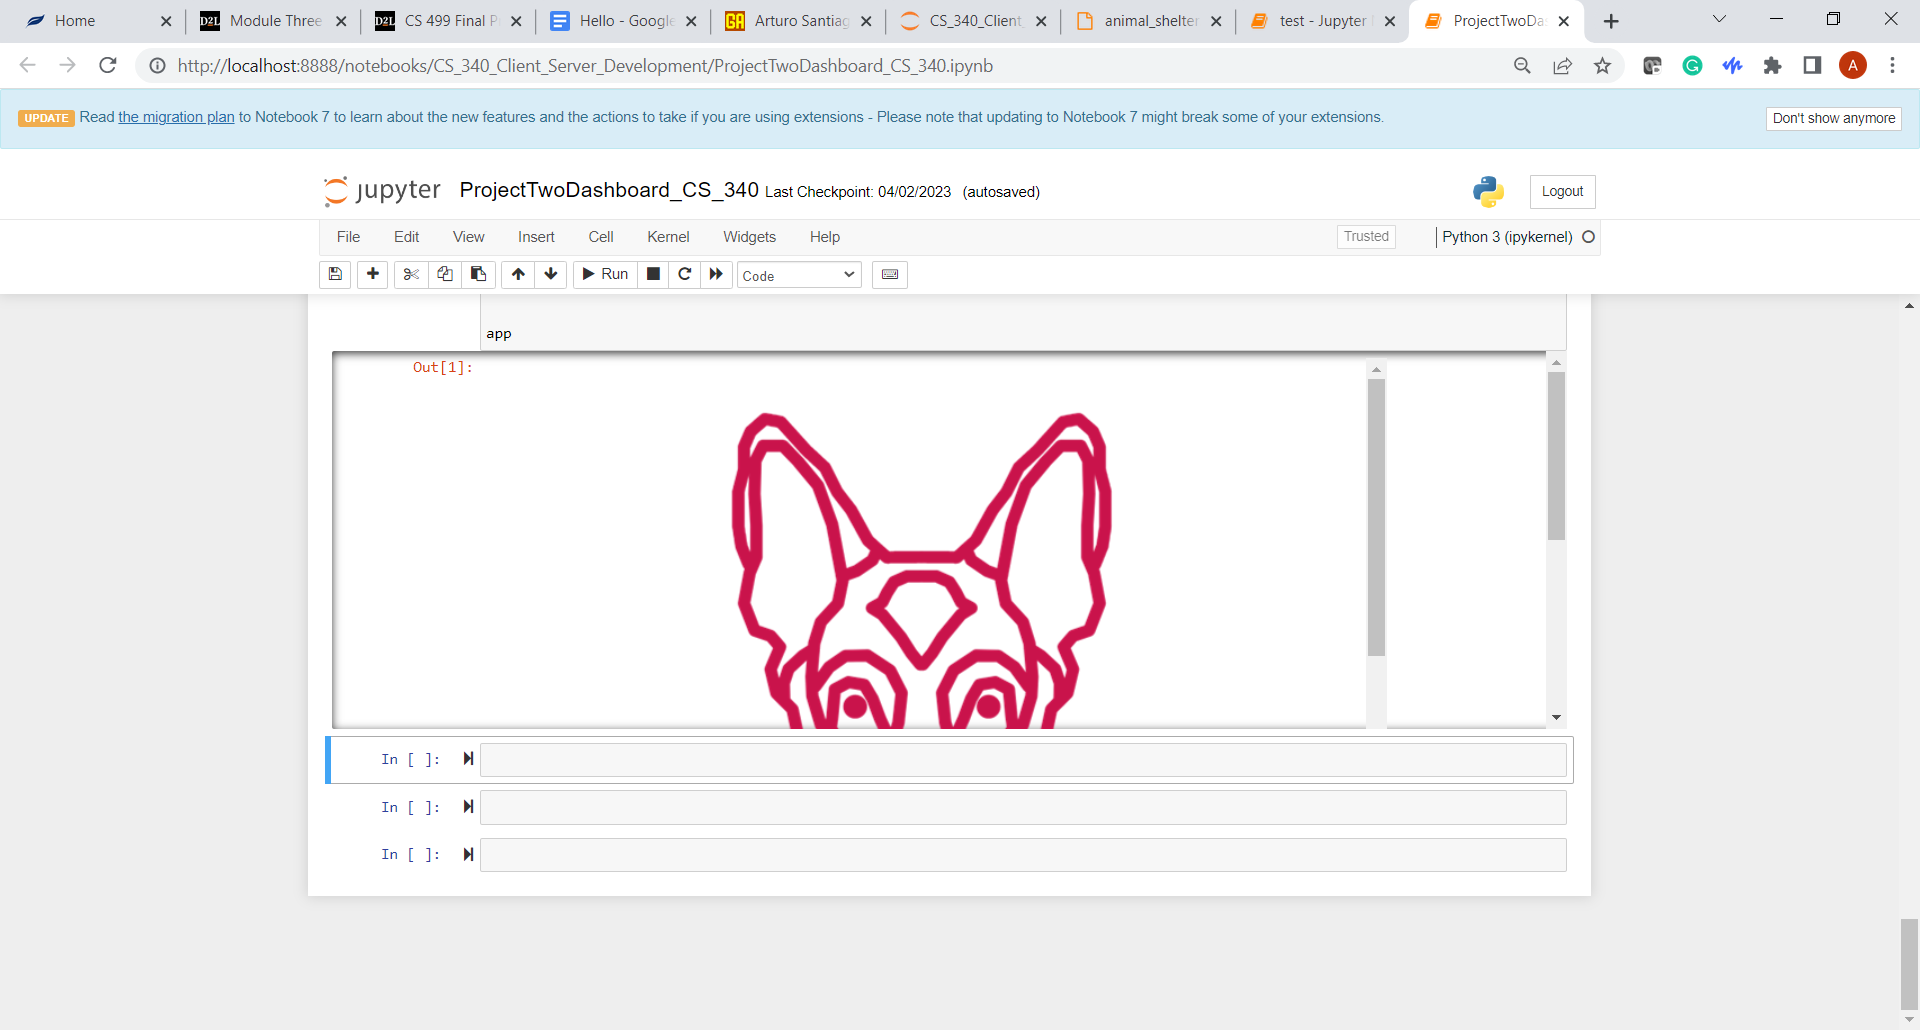 Home
D2L Module Three
D2L CS 499 Final P
Hello - Google
GA Arturo Santiag
CS_340_Client_
animal_shelter
test - Jupyter
ProjectTwoDa
http://localhost:8888/notebooks/CS_340_Client_Server_Development/ProjectTwoDashboard_CS_340.ipynb
A
UPDATE Read the migration plan to Notebook 7 to learn about the new features and the actions to take if you are using extensions - Please note that updating to Notebook 7 might break some of your extensions.
Don't show anymore
jupyter ProjectTwoDashboard_CS_340 Last Checkpoint: 04/02/2023 (autosaved)
Logout
File Edit View Insert Cell Kernel Widgets Help
Trusted
Python 3 (ipykernel)
Run
Code
app
Out[1]:
In [ ]:
In [ ]:
In [ ]: